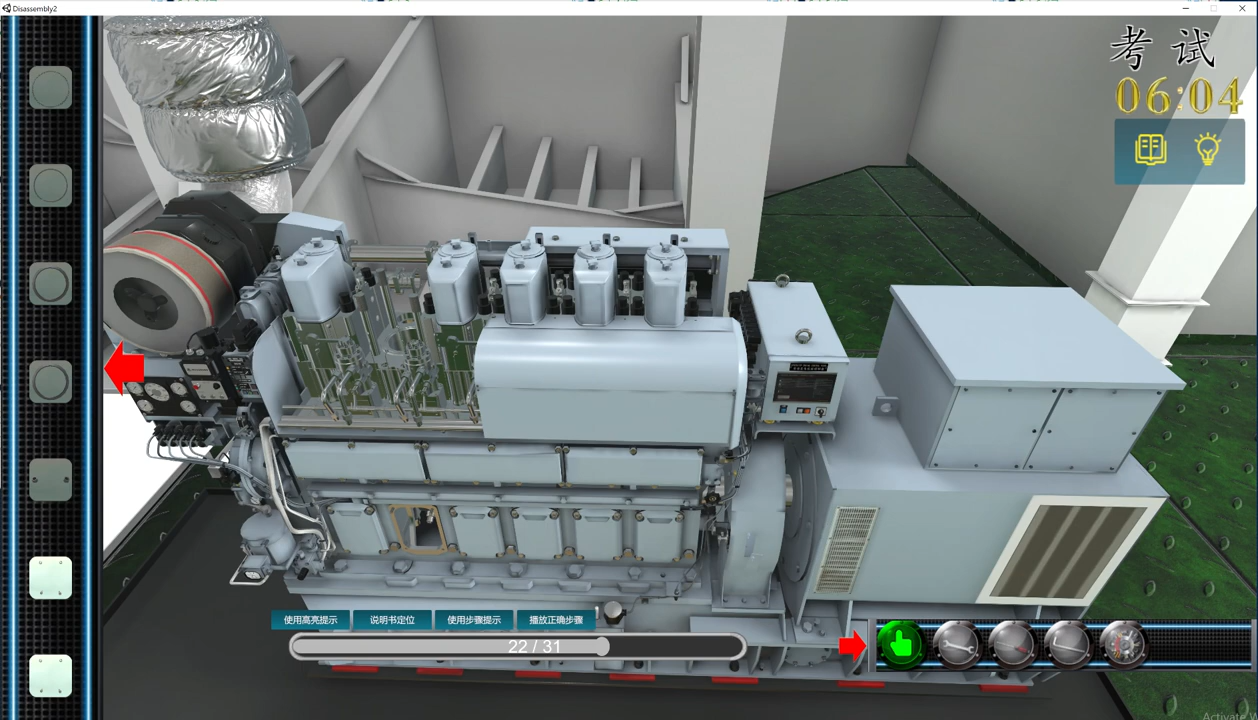 Disassembly2
考 试
06:04
使用高亮提示
说明书定位
使用步骤提示
播放正确步骤
22 / 31